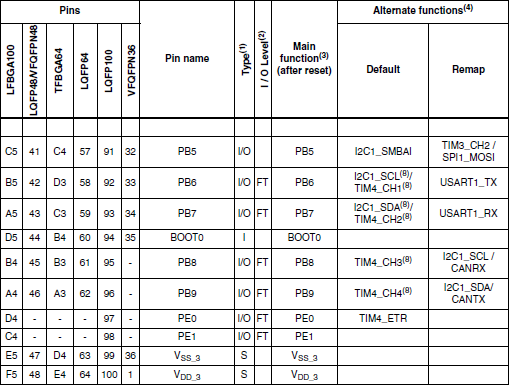 Pins
Alternate functions(4)
LFBGA100
LQFP48/VFQFPN48
TFBGA64
LQFP64
LQFP100
VFQFPN36
Pin name
Type(1)
I / O Level(2)
Main
function(3)
(after reset)
Default
Remap
C5 41 C4 57 91 32 PB5 I/O PB5 I2C1_SMBAI TIM3_CH2 /
SPI1_MOSI
B5 42 D3 58 92 33 PB6 I/O FT PB6 I2C1_SCL(8)/
TIM4_CH1(8) USART1_TX
A5 43 C3 59 93 34 PB7 I/O FT PB7 I2C1_SDA(8)/
TIM4_CH2(8) USART1_RX
D5 44 B4 60 94 35 BOOT0 I BOOT0
B4 45 B3 61 95 - PB8 I/O FT PB8 TIM4_CH3(8) I2C1_SCL /
CANRX
A4 46 A3 62 96 - PB9 I/O FT PB9 TIM4_CH4(8) I2C1_SDA/
CANTX
D4 - - - 97 - PE0 I/O FT PE0 TIM4_ETR
C4 - - - 98 - PE1 I/O FT PE1
E5 47 D4 63 99 36 VSS_3 S VSS_3
F5 48 E4 64 100 1 VDD_3 S VDD_3